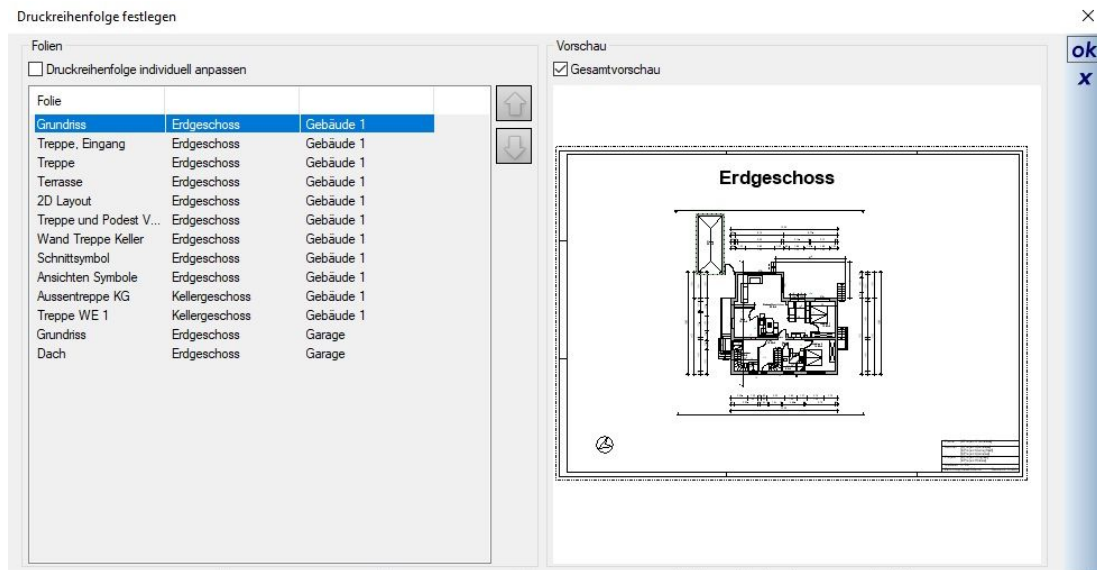 Druckreihenfolge festlegen
Folien
Druckreihenfolge individuell anpassen
Folie
Grundriss Erdgeschoss Gebäude 1
Treppe, Eingang Erdgeschoss Gebäude 1
Treppe Erdgeschoss Gebäude 1
Terrasse Erdgeschoss Gebäude 1
2D Layout Erdgeschoss Gebäude 1
Treppe und Podest V... Erdgeschoss Gebäude 1
Wand Treppe Keller Erdgeschoss Gebäude 1
Schnittsymbol Erdgeschoss Gebäude 1
Ansichten Symbole Erdgeschoss Gebäude 1
Aussentreppe KG Kellergeschoss Gebäude 1
Treppe WE 1 Kellergeschoss Gebäude 1
Grundriss Erdgeschoss Garage
Dach Erdgeschoss Garage
Vorschau
Gesamtvorschau
Erdgeschoss
ok
x